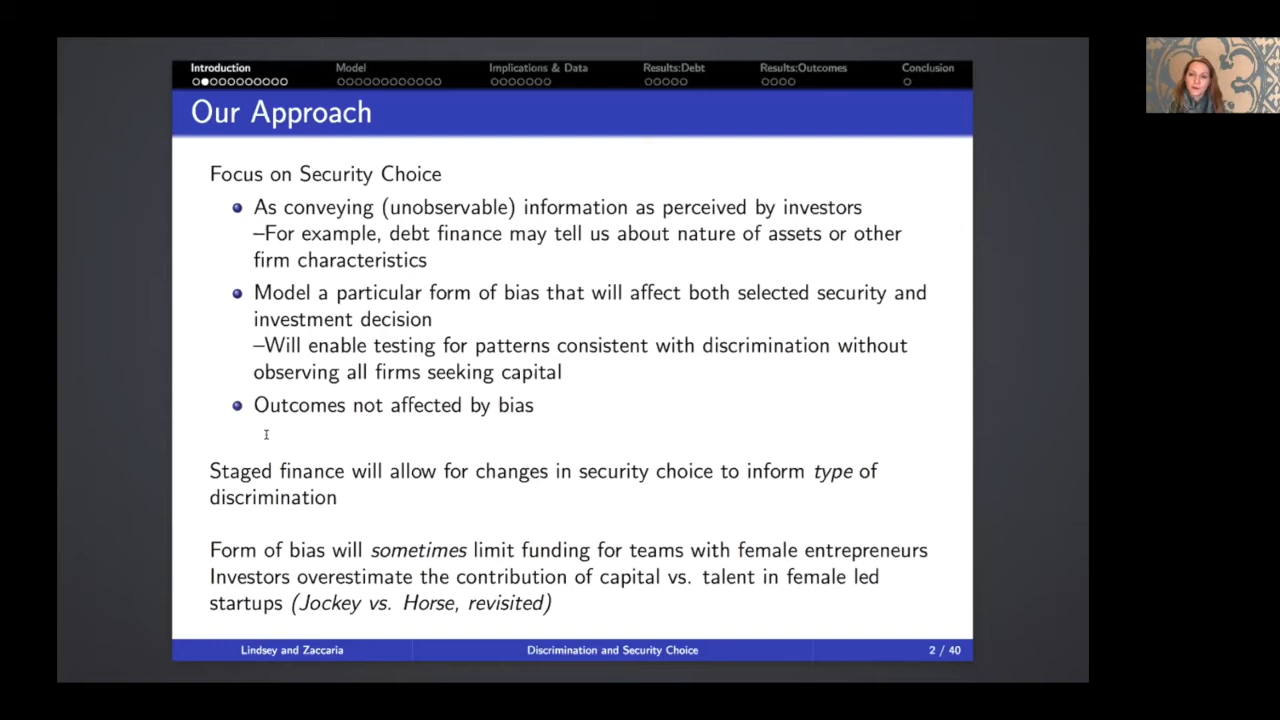 Introduction Model Implications & Data Results:Debt Results:Outcomes Conclusion
Our Approach
Focus on Security Choice
As conveying (unobservable) information as perceived by investors
–For example, debt finance may tell us about nature of assets or other
firm characteristics
Model a particular form of bias that will affect both selected security and
investment decision
–Will enable testing for patterns consistent with discrimination without
observing all firms seeking capital
Outcomes not affected by bias
Staged finance will allow for changes in security choice to inform type of
discrimination
Form of bias will sometimes limit funding for teams with female entrepreneurs
Investors overestimate the contribution of capital vs. talent in female led
startups (Jockey vs. Horse, revisited)
Lindsey and Zaccaria Discrimination and Security Choice 2 / 40